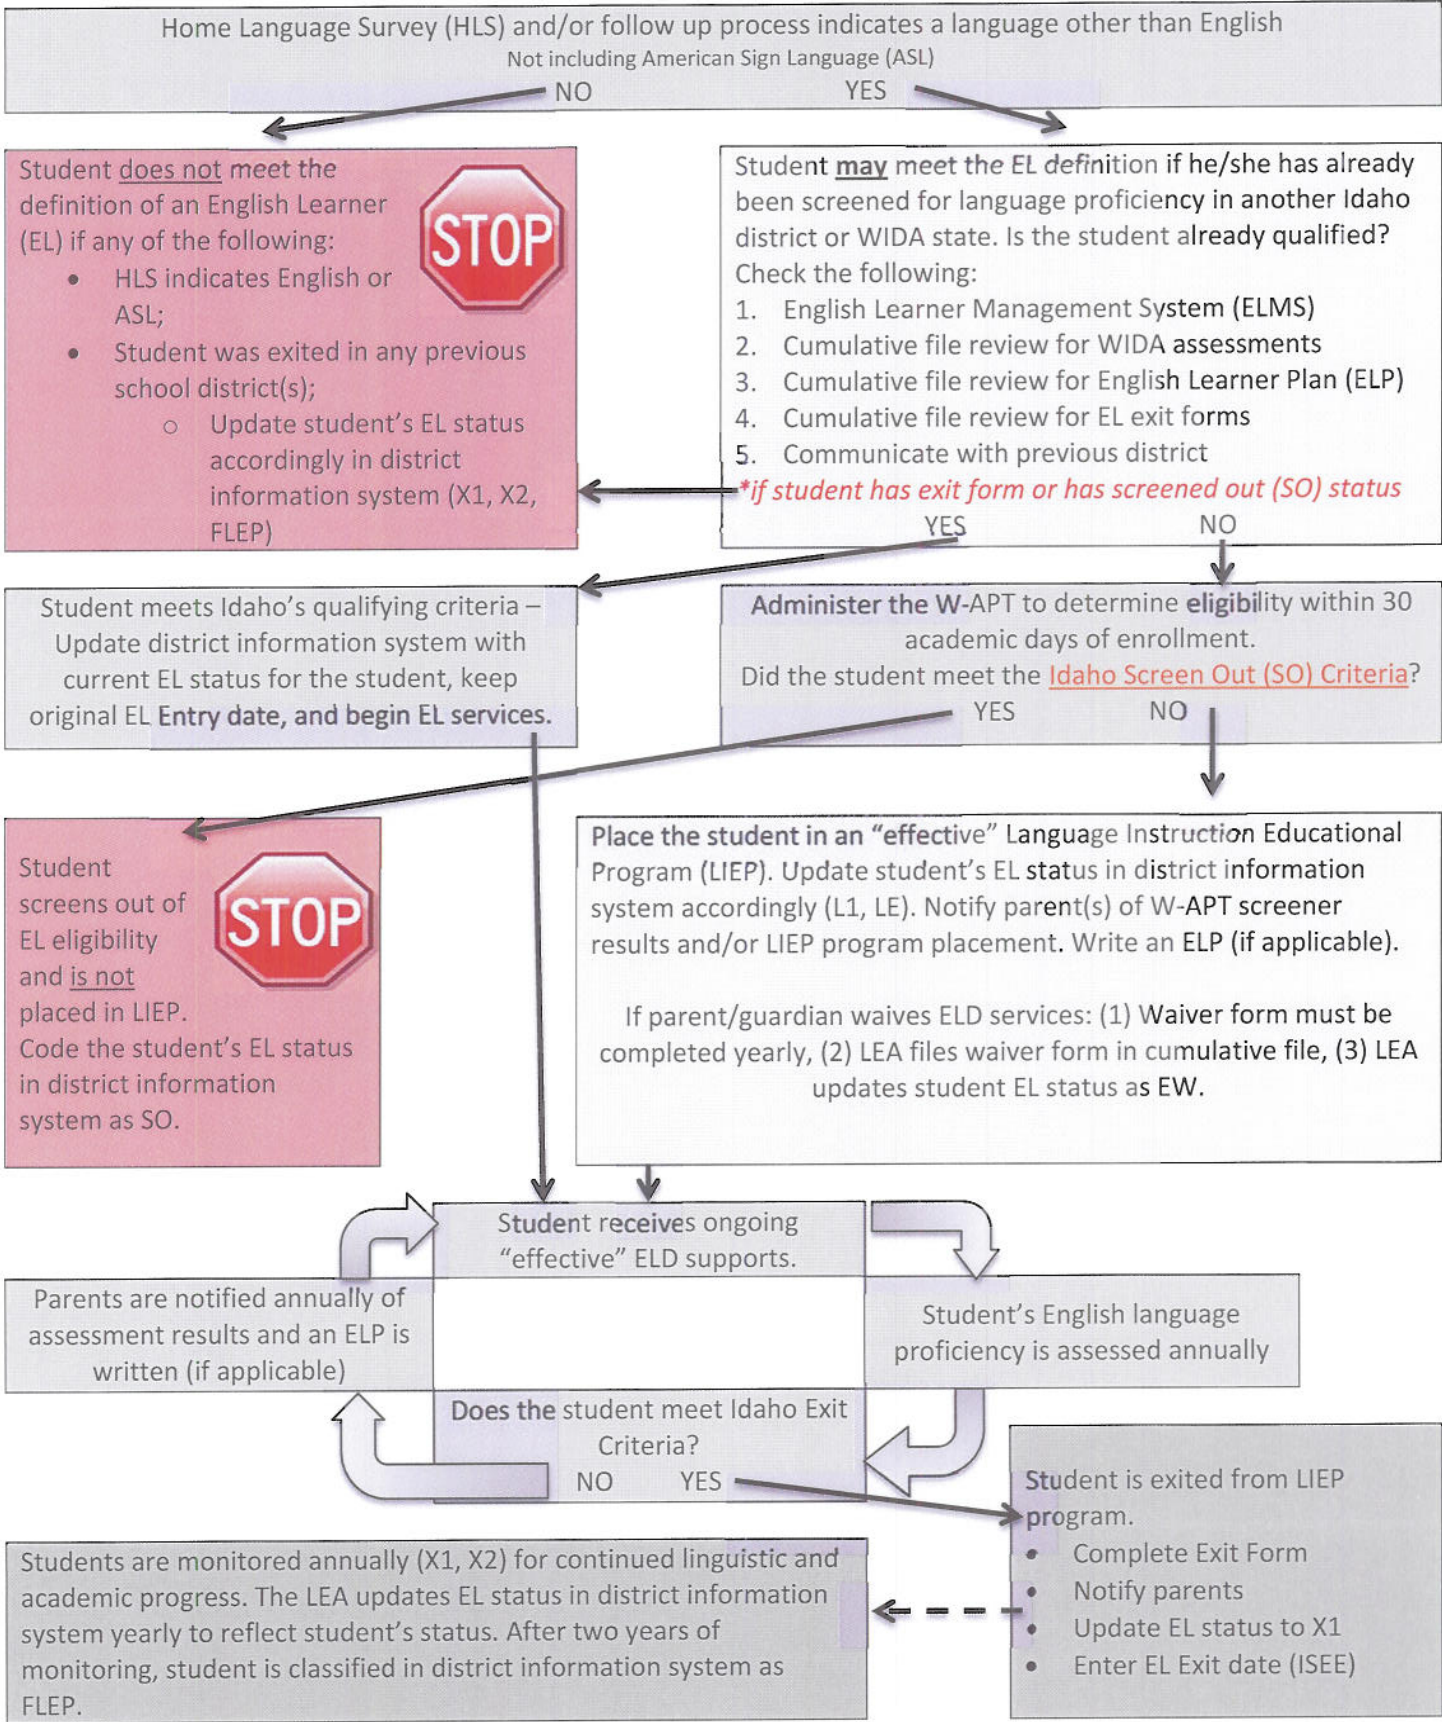 Home Language Survey (HLS) and/or follow up process indicates a language other than English
Not including American Sign Language (ASL)
NO YES
Student does not meet the
definition of an English Learner
(EL) if any of the following:
• HLS indicates English or
ASL;
• Student was exited in any previous
school district(s);
o Update student's EL status
accordingly in district
information system (X1, X2,
FLEP)
STOP
Student may meet the EL definition if he/she has already
been screened for language proficiency in another Idaho
district or WIDA state. Is the student already qualified?
Check the following:
1. English Learner Management System (ELMS)
2. Cumulative file review for WIDA assessments
3. Cumulative file review for English Learner Plan (ELP)
4. Cumulative file review for EL exit forms
5. Communicate with previous district
*if student has exit form or has screened out (SO) status
YES NO
Student meets Idaho's qualifying criteria –
Update district information system with
current EL status for the student, keep
original EL Entry date, and begin EL services.
Administer the W-APT to determine eligibility within 30
academic days of enrollment.
Did the student meet the Idaho Screen Out (SO) Criteria?
YES NO
Student
screens out of
EL eligibility
and is not
placed in LIEP.
Code the student's EL status
in district information
system as SO.
STOP
Place the student in an "effective" Language Instruction Educational
Program (LIEP). Update student's EL status in district information
system accordingly (L1, LE). Notify parent(s) of W-APT screener
results and/or LIEP program placement. Write an ELP (if applicable).
If parent/guardian waives ELD services: (1) Waiver form must be
completed yearly, (2) LEA files waiver form in cumulative file, (3) LEA
updates student EL status as EW.
Student receives ongoing
"effective" ELD supports.
Parents are notified annually of
assessment results and an ELP is
written (if applicable)
Student's English language
proficiency is assessed annually
Does the student meet Idaho Exit
Criteria?
NO YES
Student is exited from LIEP
program.
• Complete Exit Form
• Notify parents
• Update EL status to X1
• Enter EL Exit date (ISEE)
Students are monitored annually (X1, X2) for continued linguistic and
academic progress. The LEA updates EL status in district information
system yearly to reflect student's status. After two years of
monitoring, student is classified in district information system as
FLEP.